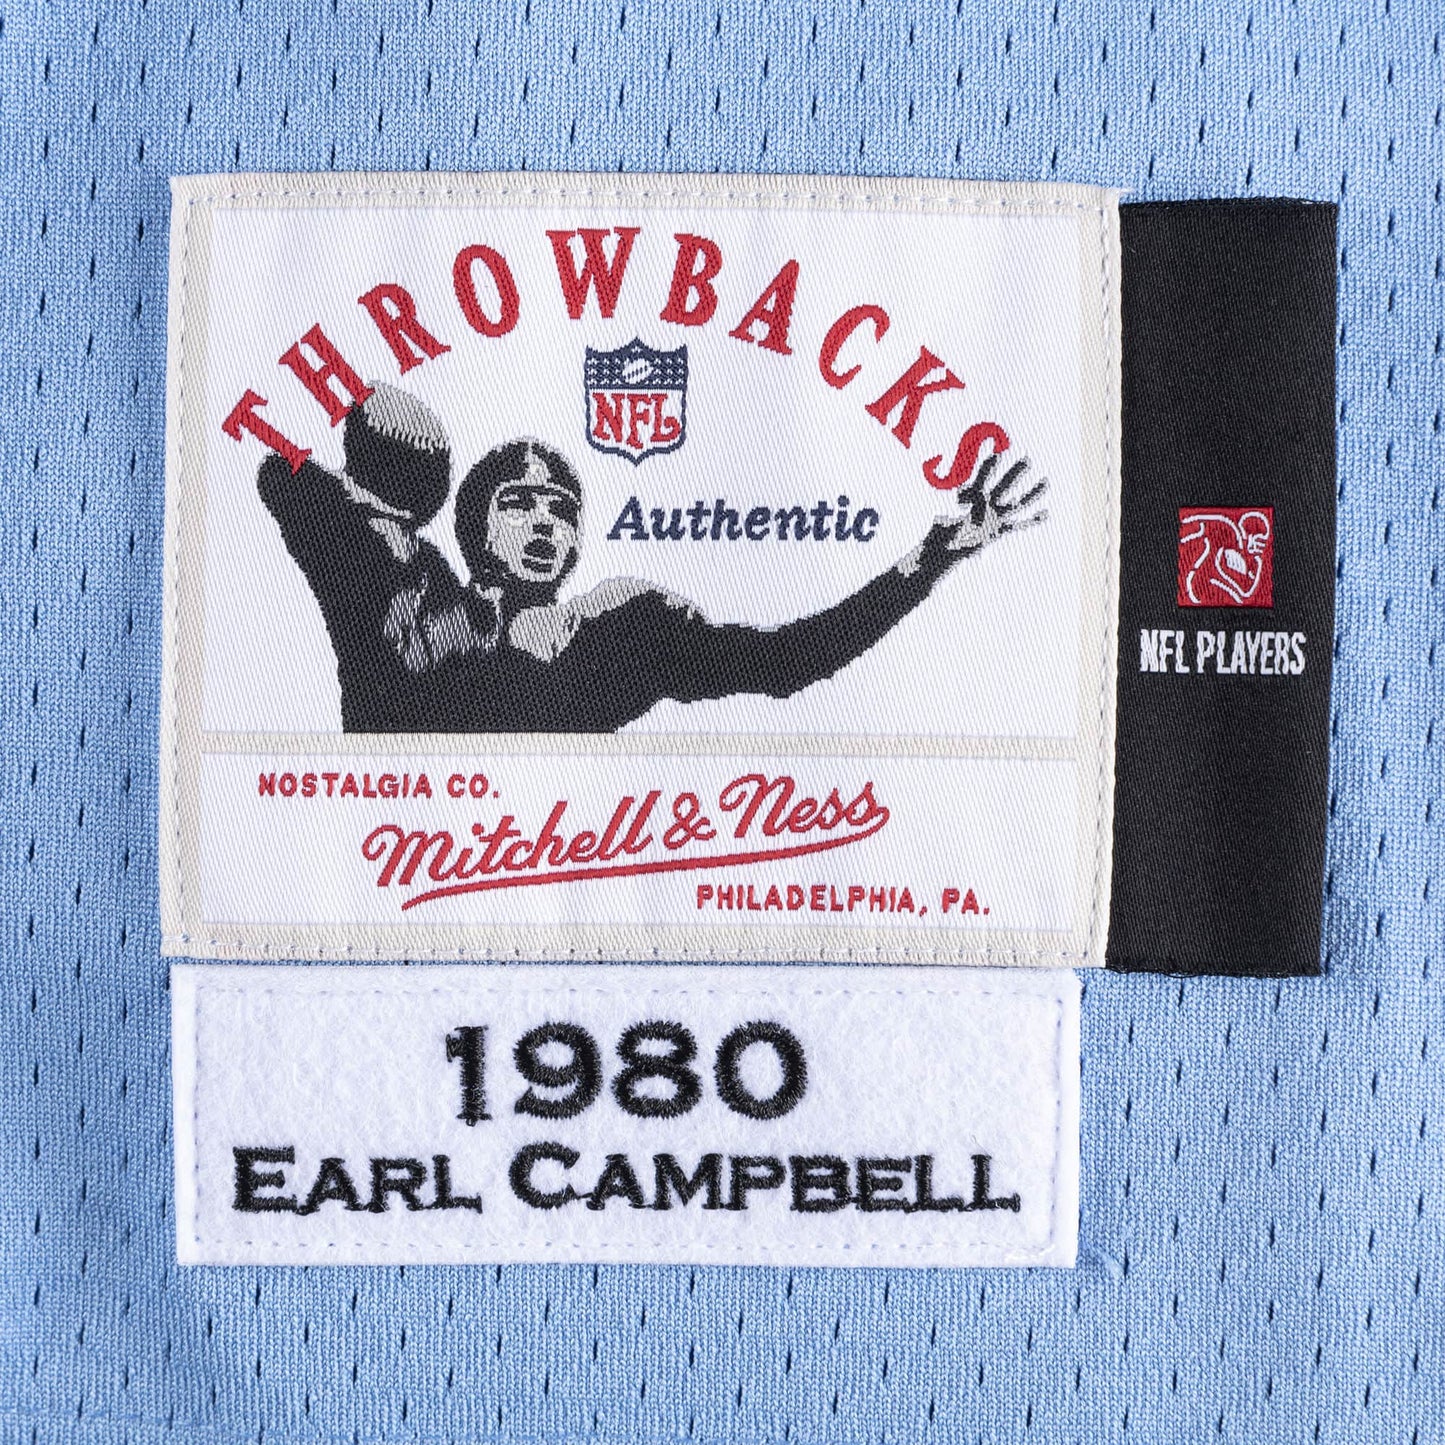 THROWBACKS
NFL
Authentic
NOSTALGIA CO.
Mitchell & Ness
PHILADELPHIA, PA.
NFL PLAYERS
1980
EARL CAMPBELL